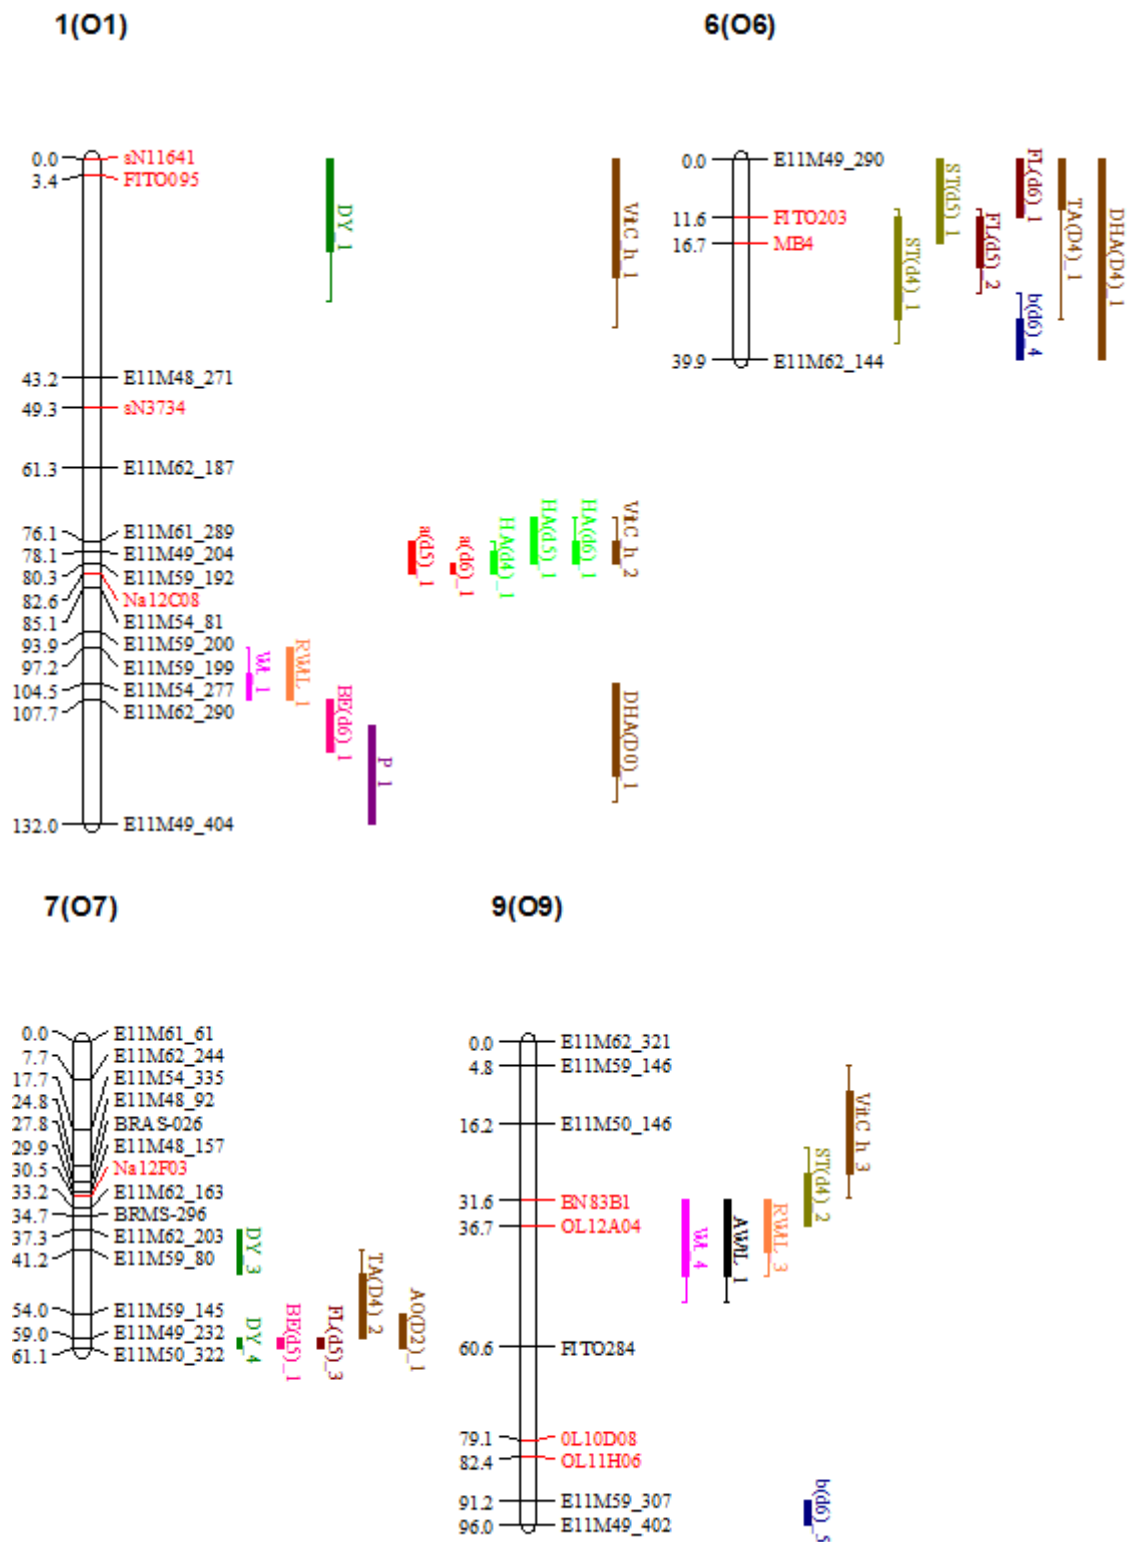 1(O1)
6(O6)
0.0 sN11641
3.4 FITO095
43.2 E11M48_271
49.3 sN3734
61.3 E11M62_187
76.1 E11M61_289
78.1 E11M49_204
80.3 E11M59_192
82.6 Na12C08
85.1 E11M54_81
93.9 E11M59_200
97.2 E11M59_199
104.5 E11M54_277
107.7 E11M62_290
132.0 E11M49_404
DY_1
VitC_h_1
a(d5)_1
a(d6)_1
HA(d4)_1
HA(d5)_1
HA(d6)_1
VitC_h_2
WL_1
RWL_1
BE(d6)_1
P_1
DHA(D0)_1
0.0 E11M49_290
11.6 FITO203
16.7 MB4
39.9 E11M62_144
ST(d4)_1
ST(d5)_1
FL(d5)_2
FL(d6)_1
b(d6)_4
TA(D4)_1
DHA(D4)_1
7(O7)
9(O9)
0.0 E11M61_61
7.7 E11M62_244
17.7 E11M54_335
24.8 E11M48_92
27.8 BRAS-026
29.9 E11M48_157
30.5 Na12F03
33.2 E11M62_163
34.7 BRMS-296
37.3 E11M62_203
41.2 E11M59_80
54.0 E11M59_145
59.0 E11M49_232
61.1 E11M50_322
DY_3
DY_4
BE(d5)_1
FL(d5)_3
TA(D4)_2
AO(D2)_1
0.0 E11M62_321
4.8 E11M59_146
16.2 E11M50_146
31.6 BN83B1
36.7 OL12A04
60.6 FITO284
79.1 0L10D08
82.4 OL11H06
91.2 E11M59_307
96.0 E11M49_402
WL_4
AWL_1
RWL_3
ST(d4)_2
VitC_h_3
b(d6)_5